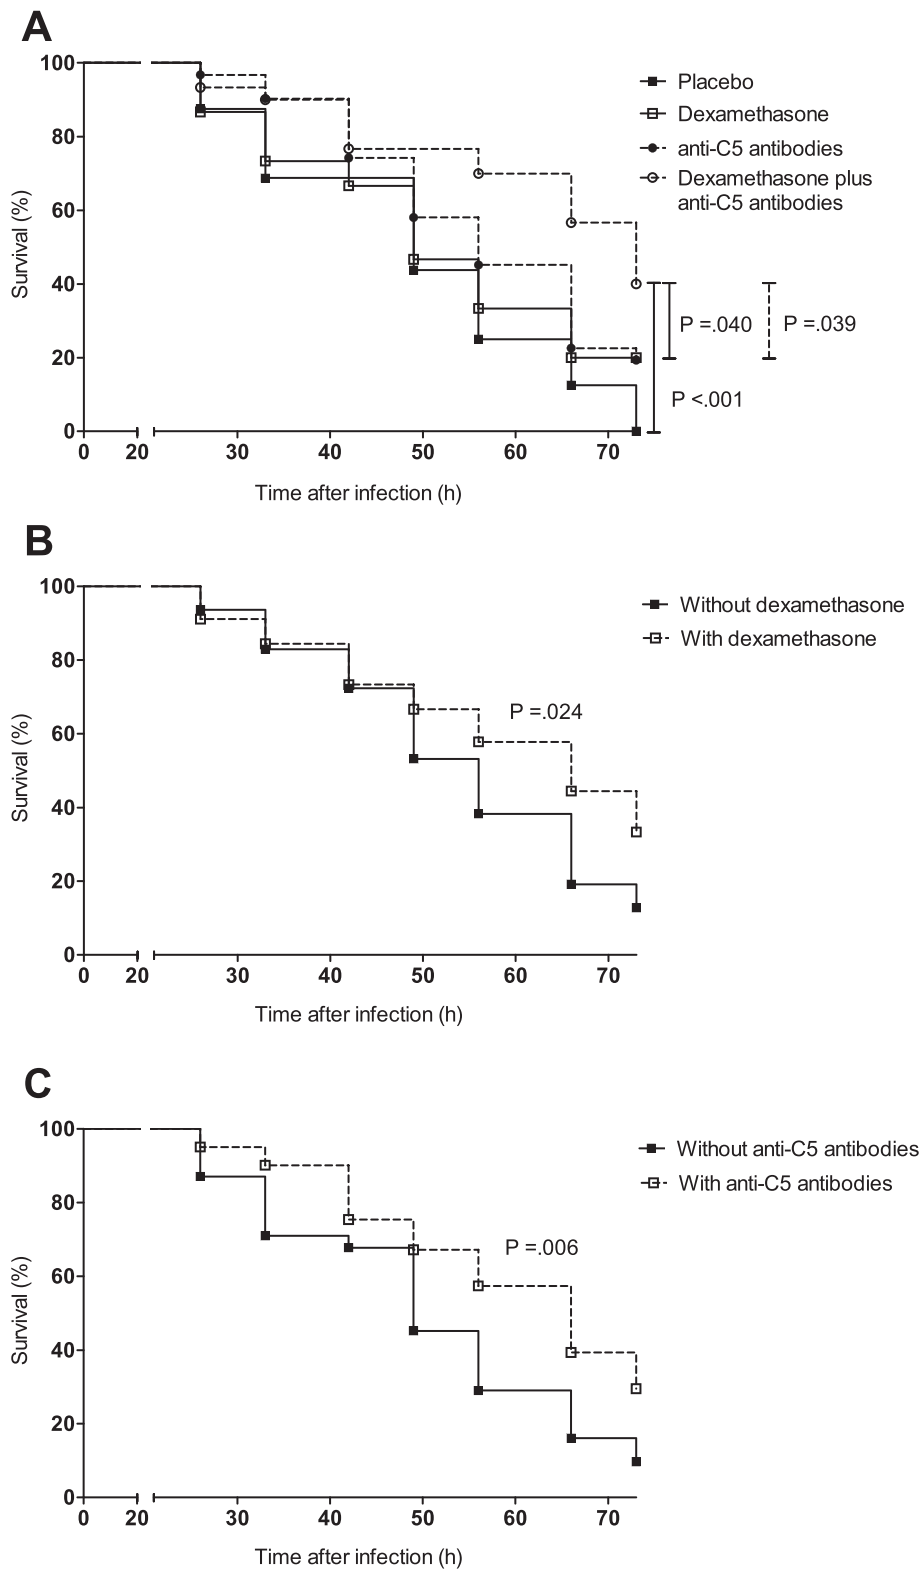 A
100
80
60
40
20
0
0 20 30 40 50 60 70
Survival (%)
Time after infection (h)
Placebo
Dexamethasone
anti-C5 antibodies
Dexamethasone plus
anti-C5 antibodies
P =.040
P =.039
P <.001
B
100
80
60
40
20
0
0 20 30 40 50 60 70
Survival (%)
Time after infection (h)
Without dexamethasone
With dexamethasone
P =.024
C
100
80
60
40
20
0
0 20 30 40 50 60 70
Survival (%)
Time after infection (h)
Without anti-C5 antibodies
With anti-C5 antibodies
P =.006